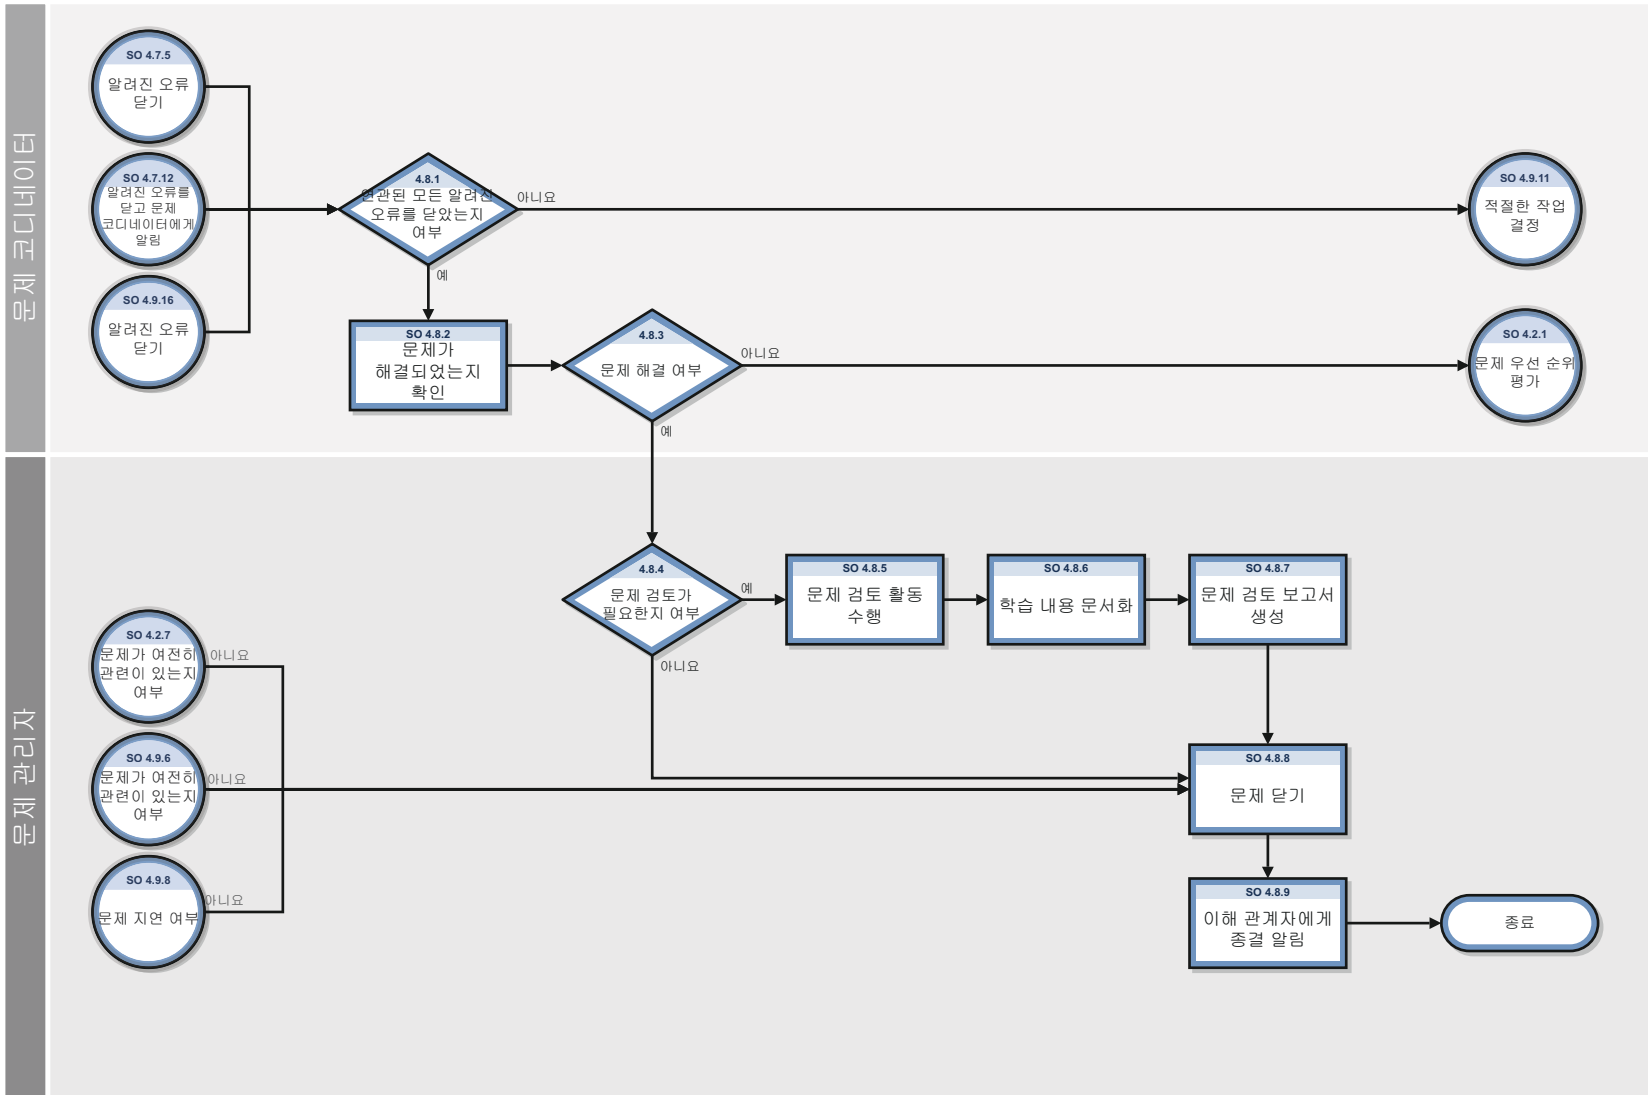 문제 코디네이터
SO 4.7.5
알려진 오류
닫기
SO 4.7.12
알려진 오류를
닫고 문제
코디네이터에게
알림
SO 4.9.16
알려진 오류
닫기
4.8.1
연관된 모든 알려진
오류를 닫았는지
여부
아니요
예
SO 4.9.11
적절한 작업
결정
SO 4.8.2
문제가
해결되었는지
확인
4.8.3
문제 해결 여부
아니요
예
SO 4.2.1
문제 우선 순위
평가
문제 관리자
4.8.4
문제 검토가
필요한지 여부
예
아니요
SO 4.8.5
문제 검토 활동
수행
SO 4.8.6
학습 내용 문서화
SO 4.8.7
문제 검토 보고서
생성
SO 4.2.7
문제가 여전히
관련이 있는지
여부
아니요
SO 4.9.6
문제가 여전히
관련이 있는지
여부
아니요
SO 4.9.8
문제 지연 여부
아니요
SO 4.8.8
문제 닫기
SO 4.8.9
이해 관계자에게
종결 알림
종료